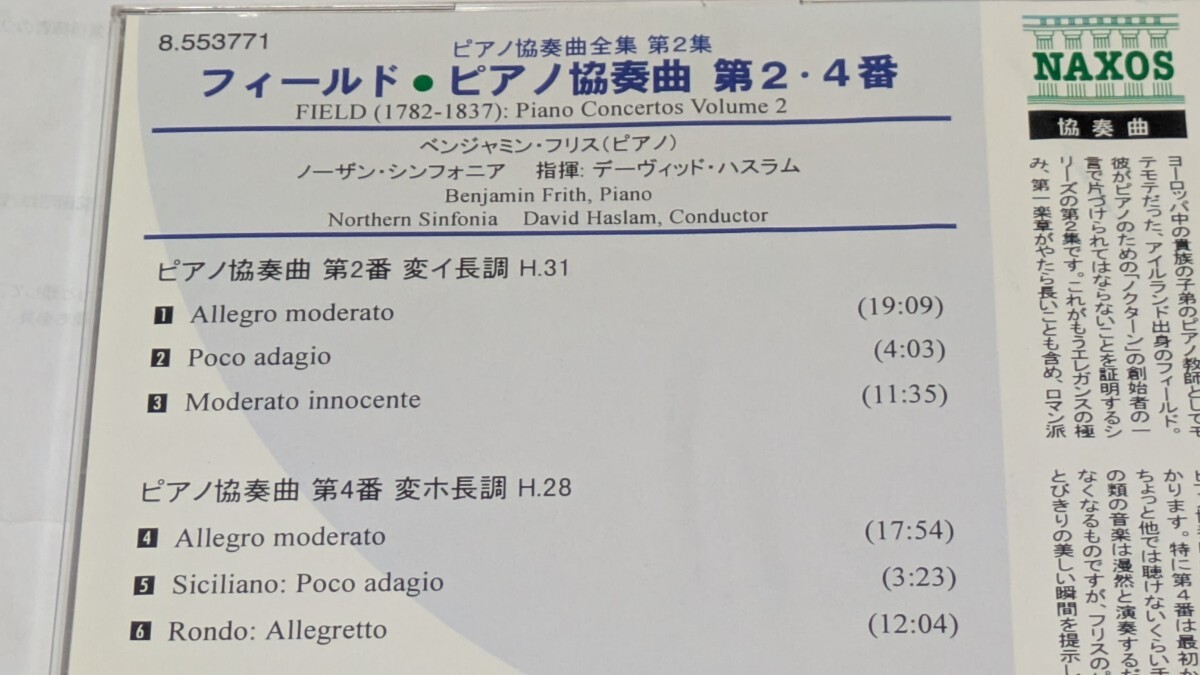 8.553771
ピアノ協奏曲全集 第2集
フィールド●ピアノ協奏曲 第2・4番
FIELD (1782-1837): Piano Concertos Volume 2
ベンジャミン・フリス(ピアノ)
ノーザン・シンフォニア 指揮: デーヴィッド・ハスラム
Benjamin Frith, Piano
Northern Sinfonia David Haslam, Conductor
ピアノ協奏曲 第2番 変イ長調 H.31
1 Allegro moderato (19:09)
2 Poco adagio (4:03)
3 Moderato innocente (11:35)
ピアノ協奏曲 第4番 変ホ長調 H.28
4 Allegro moderato (17:54)
5 Siciliano: Poco adagio (3:23)
6 Rondo: Allegretto (12:04)
NAXOS
協奏曲
ヨーロッパ中の貴族の子弟のピアノ教師としてモ
テモテだった、アイルランド出身のフィールド。
彼がピアノのための「ノクターン」の創始者の一
言で片づけられてはならないことを証明するシ
リーズの第2集です。これがもうエレガンスの極
み、第一楽章がやたら長いことも含め、ロマン派
かります。特に第4番は最初か
ちょっと他では聴けないくらい
の類の音楽は漫然と演奏するだ
なくなるものですが、フリスのピ
とびきりの美しい瞬間を提示し